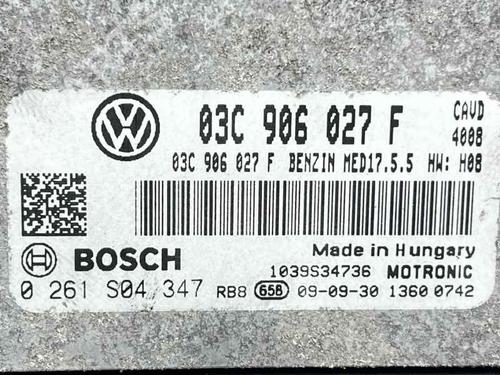 03C 906 027 F CAVD
4008
03C 906 027 F BENZIN MED17.5.5 HW: H08
BOSCH
Made in Hungary
1039S34736 MOTRONIC
0 261 S04 347 RB8 658 09-09-30 1360 0742